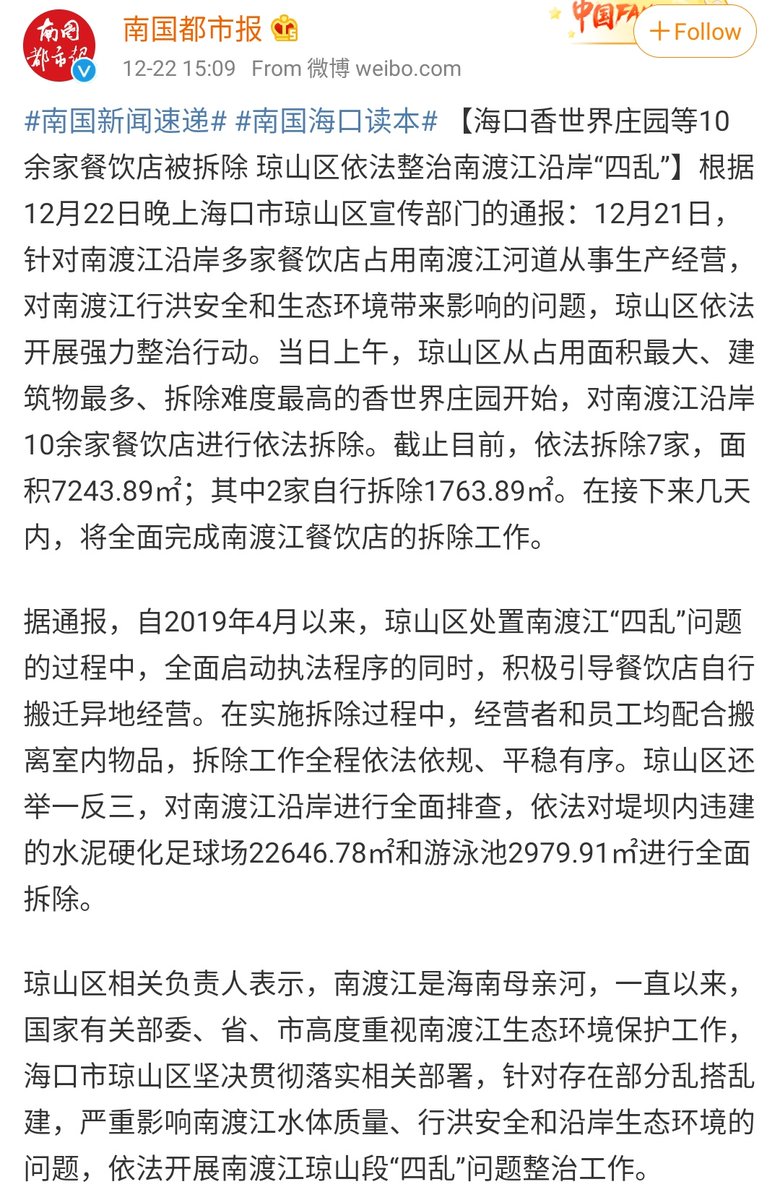 南国都市报
南国都市报
中国FA
+Follow
12-22 15:09 From 微博 weibo.com
#南国新闻速递# #南国海口读本# 【海口香世界庄园等10
余家餐饮店被拆除 琼山区依法整治南渡江沿岸“四乱”】根据
12月22日晚上海口市琼山区宣传部门的通报：12月21日，
针对南渡江沿岸多家餐饮店占用南渡江河道从事生产经营，
对南渡江行洪安全和生态环境带来影响的问题，琼山区依法
开展强力整治行动。当日上午，琼山区从占用面积最大、建
筑物最多、拆除难度最高的香世界庄园开始，对南渡江沿岸
10余家餐饮店进行依法拆除。截止目前，依法拆除7家，面
积7243.89㎡；其中2家自行拆除1763.89㎡。在接下来几天
内，将全面完成南渡江餐饮店的拆除工作。
据通报，自2019年4月以来，琼山区处置南渡江“四乱”问题
的过程中，全面启动执法程序的同时，积极引导餐饮店自行
搬迁异地经营。在实施拆除过程中，经营者和员工均配合搬
离室内物品，拆除工作全程依法依规、平稳有序。琼山区还
举一反三，对南渡江沿岸进行全面排查，依法对堤坝内违建
的水泥硬化足球场22646.78㎡和游泳池2979.91㎡进行全面
拆除。
琼山区相关负责人表示，南渡江是海南母亲河，一直以来，
国家有关部委、省、市高度重视南渡江生态环境保护工作，
海口市琼山区坚决贯彻落实相关部署，针对存在部分乱搭乱
建，严重影响南渡江水体质量、行洪安全和沿岸生态环境的
问题，依法开展南渡江琼山段“四乱”问题整治工作。